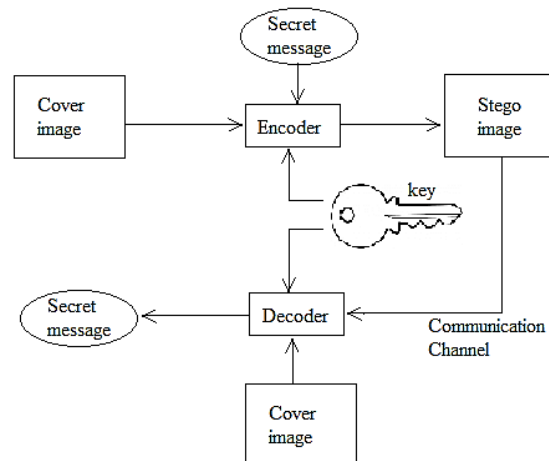 Secret
message
Cover
image
Encoder
Stego
image
key
Secret
message
Decoder
Communication
Channel
Cover
image